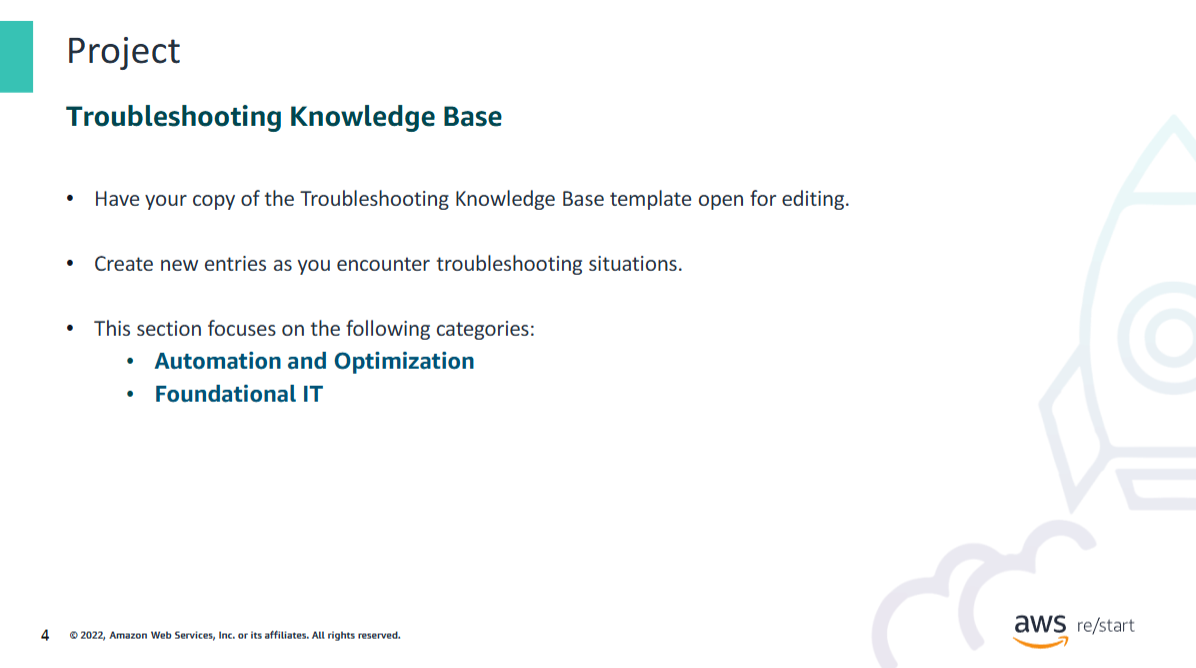 Project
Troubleshooting Knowledge Base
• Have your copy of the Troubleshooting Knowledge Base template open for editing.
• Create new entries as you encounter troubleshooting situations.
• This section focuses on the following categories:
• Automation and Optimization
• Foundational IT
4 © 2022, Amazon Web Services, Inc. or its affiliates. All rights reserved.
aws re/start